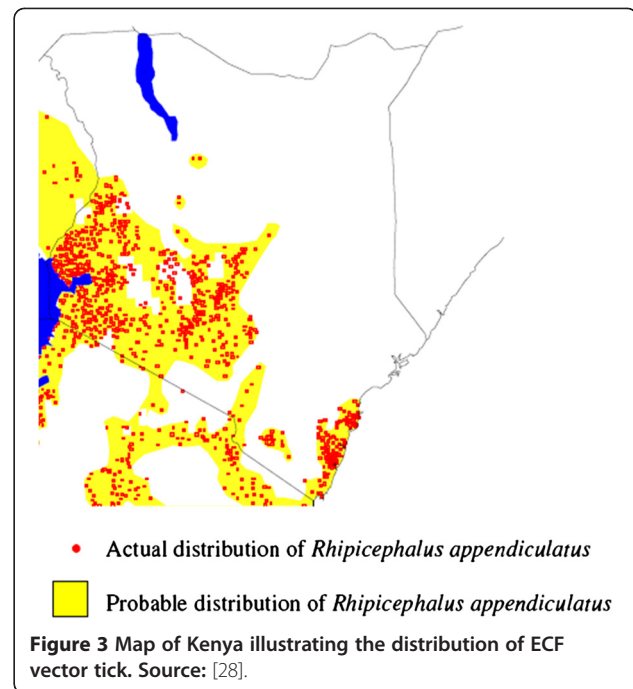 Actual distribution of Rhipicephalus appendiculatus
Probable distribution of Rhipicephalus appendiculatus
Figure 3 Map of Kenya illustrating the distribution of ECF
vector tick. Source: [28].